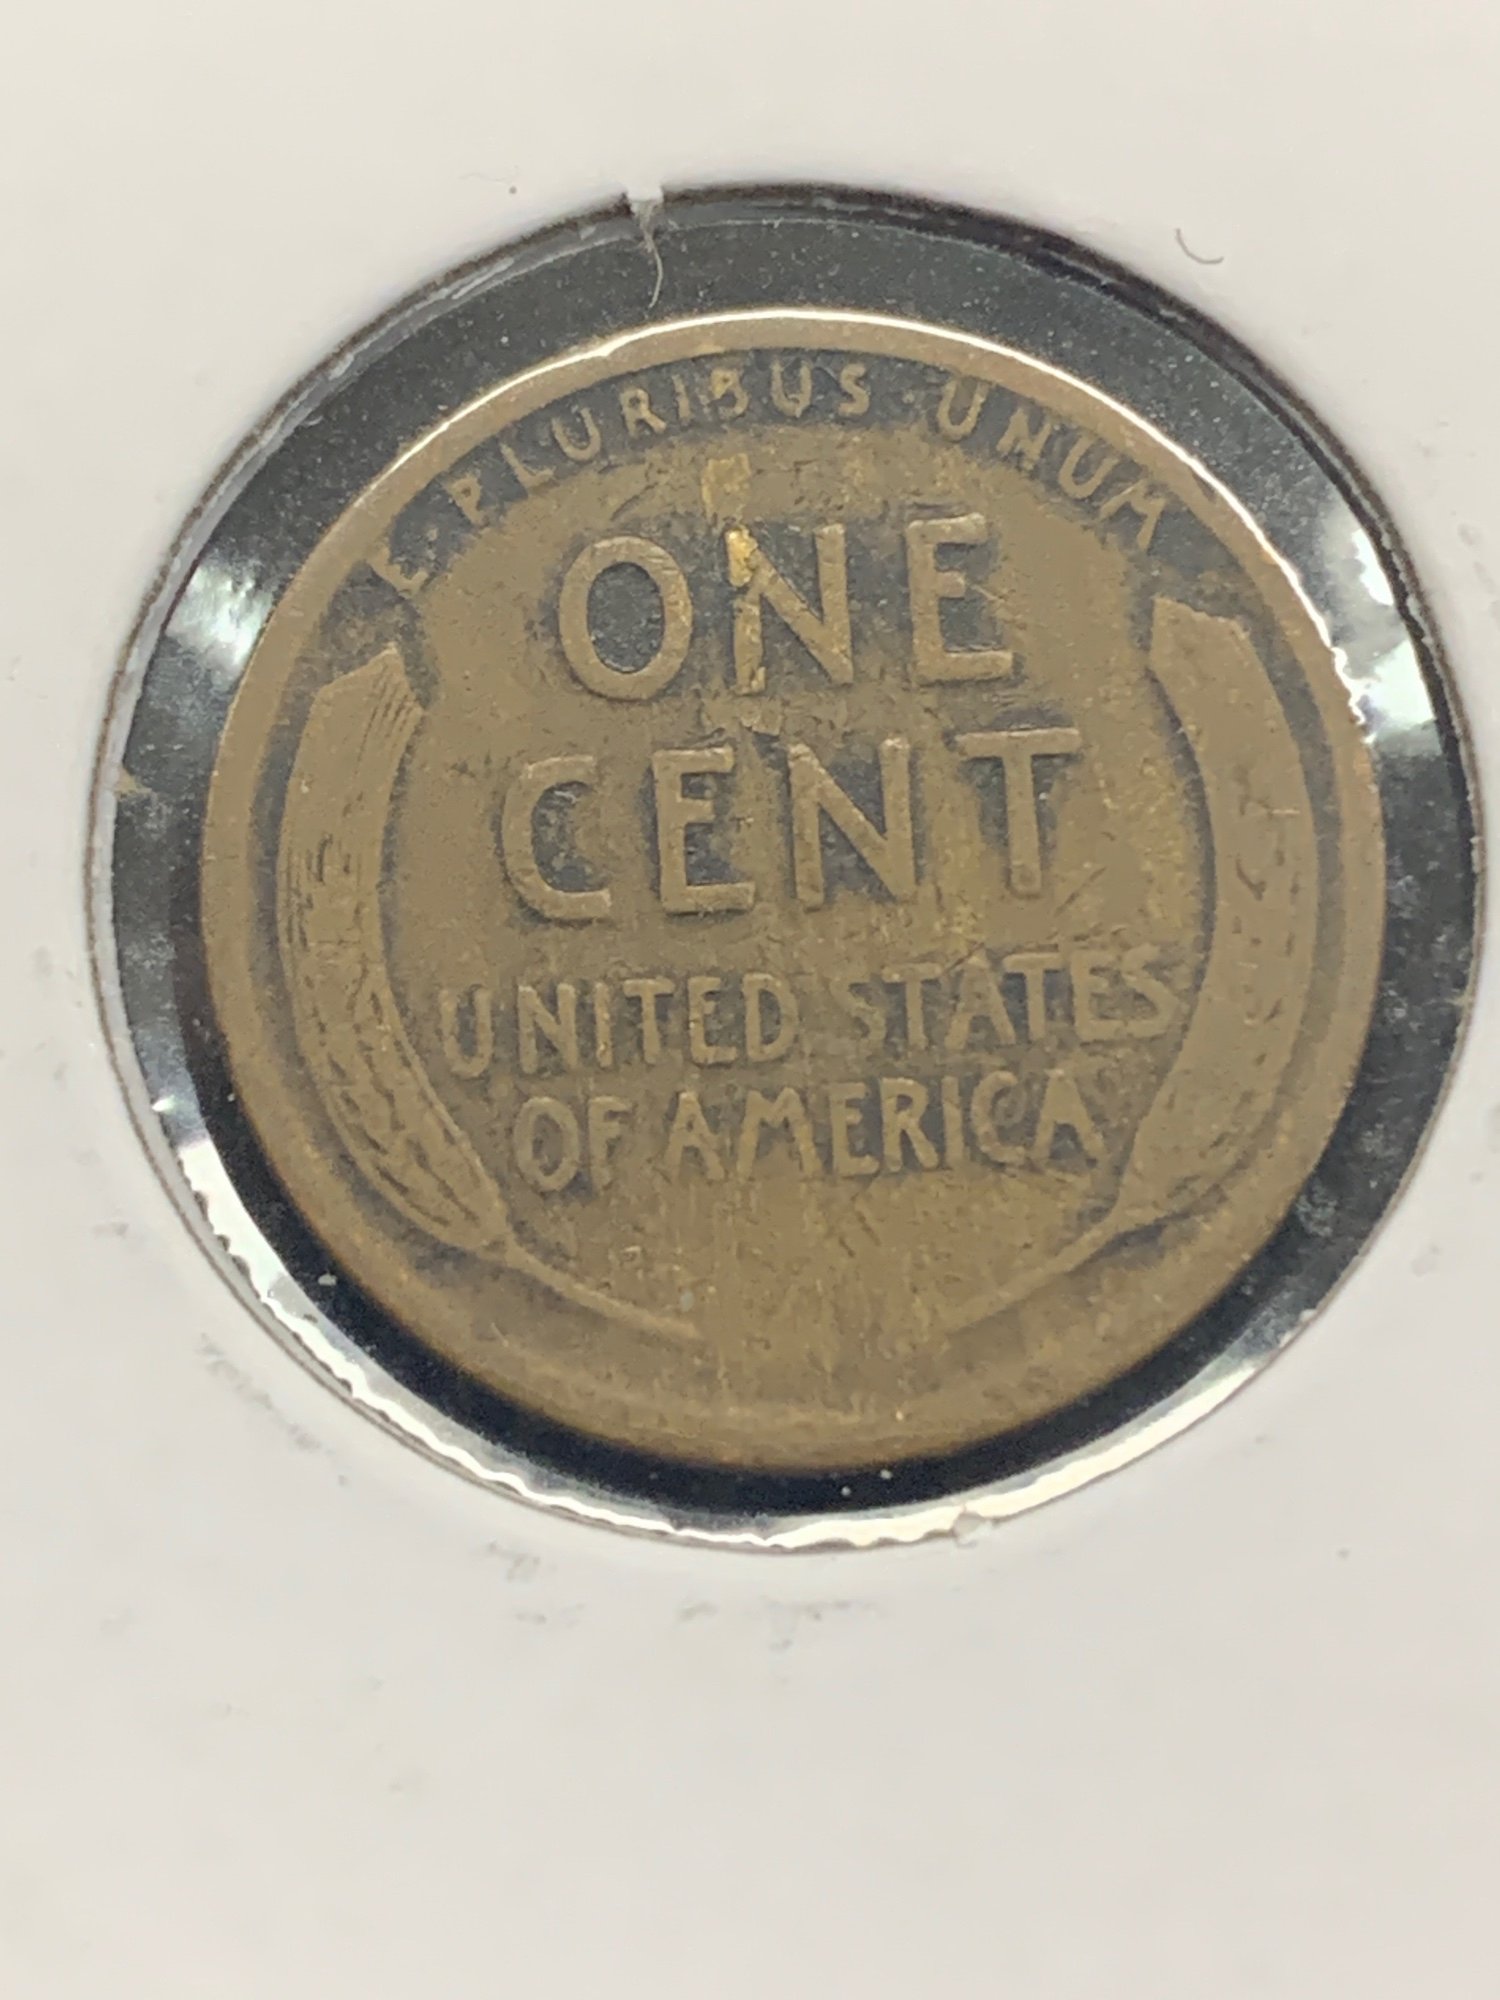 E·PLURIBUS·UNUM
ONE
CENT
UNITED STATES
OF AMERICA